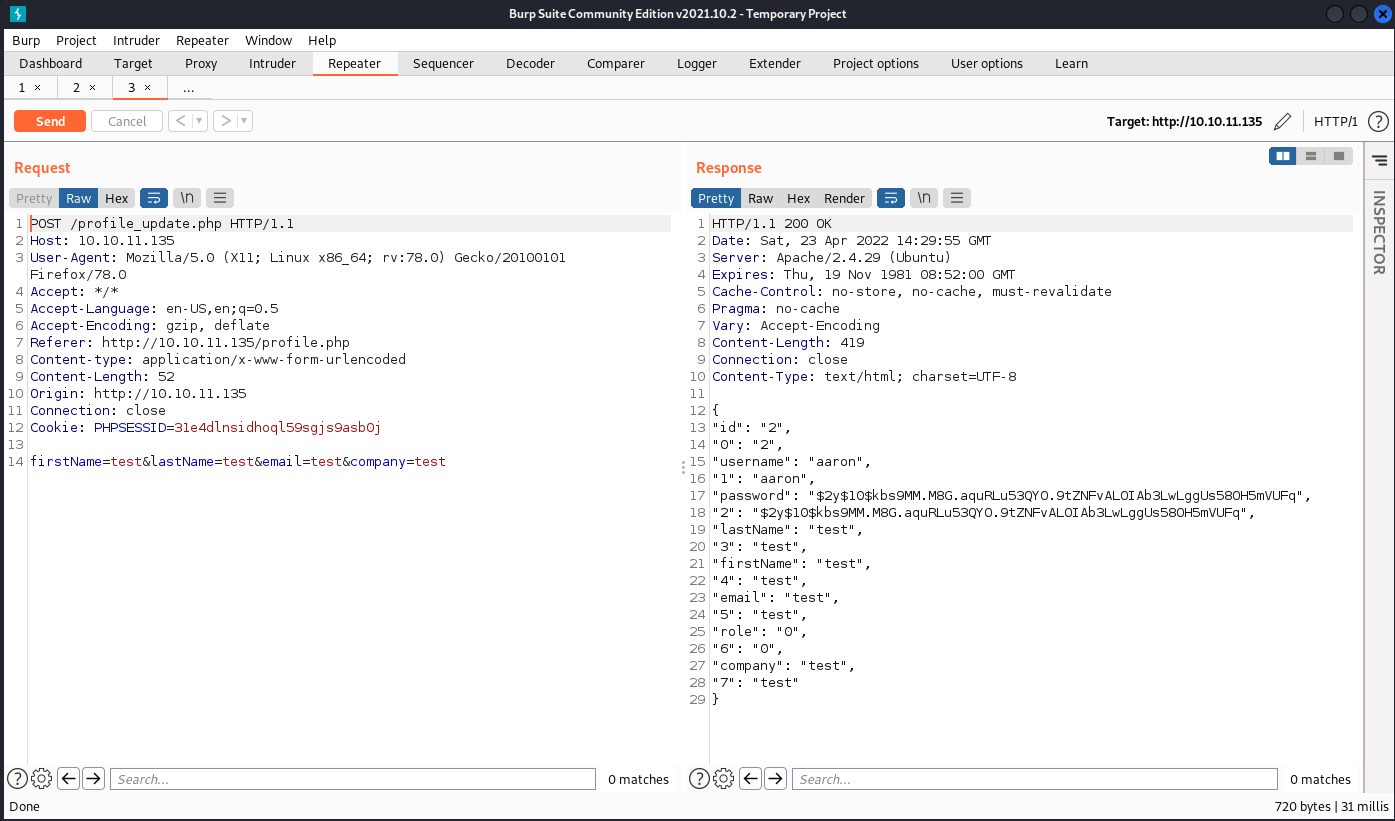 Burp Suite Community Edition v2021.10.2 - Temporary Project
Burp Project Intruder Repeater Window Help
Dashboard Target Proxy Intruder Repeater Sequencer Decoder Comparer Logger Extender Project options User options Learn
1 × 2 × 3 × ...
Send Cancel < > Target: http://10.10.11.135 HTTP/1 ?
Request
Pretty Raw Hex \n
1 POST /profile_update.php HTTP/1.1
2 Host: 10.10.11.135
3 User-Agent: Mozilla/5.0 (X11; Linux x86_64; rv:78.0) Gecko/20100101
Firefox/78.0
4 Accept: */*
5 Accept-Language: en-US,en;q=0.5
6 Accept-Encoding: gzip, deflate
7 Referer: http://10.10.11.135/profile.php
8 Content-type: application/x-www-form-urlencoded
9 Content-Length: 52
10 Origin: http://10.10.11.135
11 Connection: close
12 Cookie: PHPSESSID=31e4dlnsidhoql59sgjs9asb0j
13
14 firstName=test&lastName=test&email=test&company=test
? Search... 0 matches
Response
Pretty Raw Hex Render \n
1 HTTP/1.1 200 OK
2 Date: Sat, 23 Apr 2022 14:29:55 GMT
3 Server: Apache/2.4.29 (Ubuntu)
4 Expires: Thu, 19 Nov 1981 08:52:00 GMT
5 Cache-Control: no-store, no-cache, must-revalidate
6 Pragma: no-cache
7 Vary: Accept-Encoding
8 Content-Length: 419
9 Connection: close
10 Content-Type: text/html; charset=UTF-8
11
12 {
13 "id": "2",
14 "0": "2",
15 "username": "aaron",
16 "1": "aaron",
17 "password": "$2y$10$kbs9MM.M8G.aquRLu53QYO.9tZNFvALOIAb3LwLggUs58OH5mVUFq",
18 "2": "$2y$10$kbs9MM.M8G.aquRLu53QYO.9tZNFvALOIAb3LwLggUs58OH5mVUFq",
19 "lastName": "test",
20 "3": "test",
21 "firstName": "test",
22 "4": "test",
23 "email": "test",
24 "5": "test",
25 "role": "0",
26 "6": "0",
27 "company": "test",
28 "7": "test"
29 }
? Search... 0 matches
INSPECTOR
Done 720 bytes | 31 millis